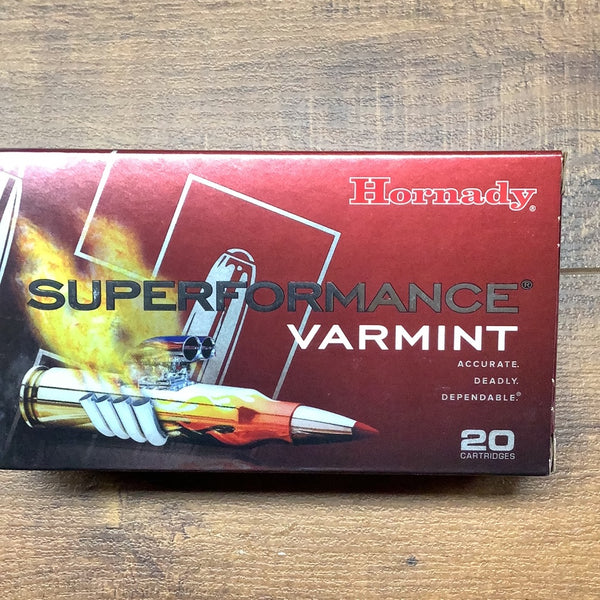 Hornady®
SUPERFORMANCE®
VARMINT
ACCURATE.
DEADLY.
DEPENDABLE.®
20
CARTRIDGES